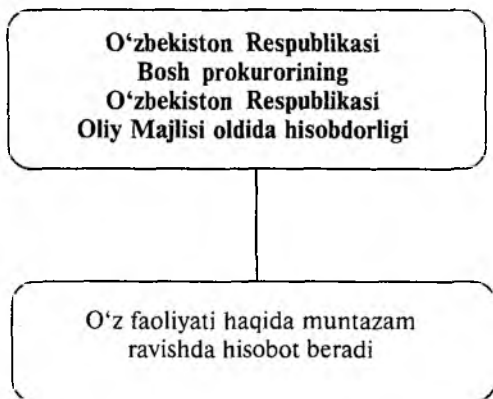 O‘zbekiston Respublikasi
Bosh prokurorining
O‘zbekiston Respublikasi
Oliy Majlisi oldida hisobdorligi
O‘z faoliyati haqida muntazam
ravishda hisobot beradi